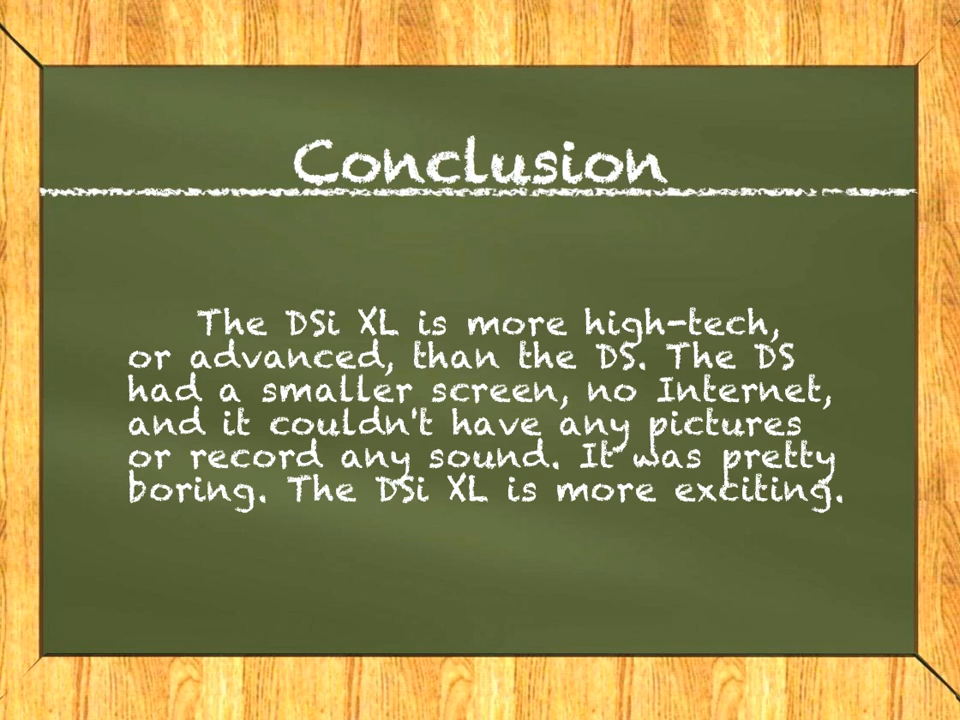 Conclusion
The DSi XL is more high-tech,
or advanced, than the DS. The DS
had a smaller screen, no Internet,
and it couldn't have any pictures
or record any sound. It was pretty
boring. The DSi XL is more exciting.